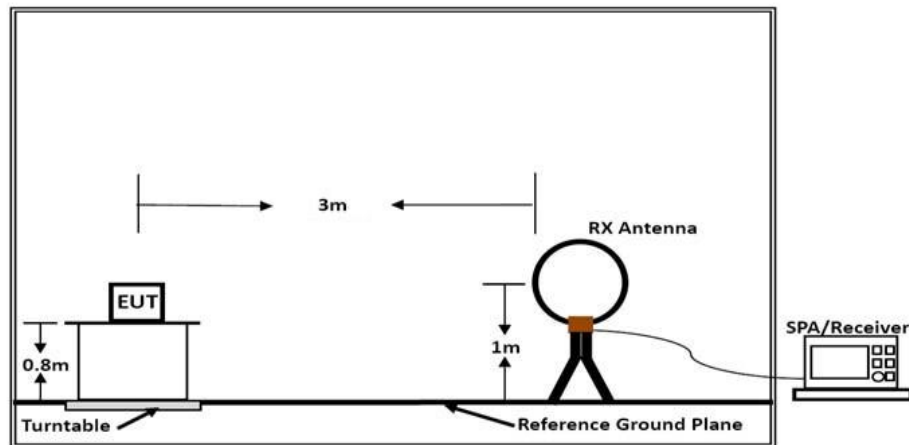 3m
RX Antenna
EUT
SPA/Receiver
0.8m
1m
Turntable
Reference Ground Plane